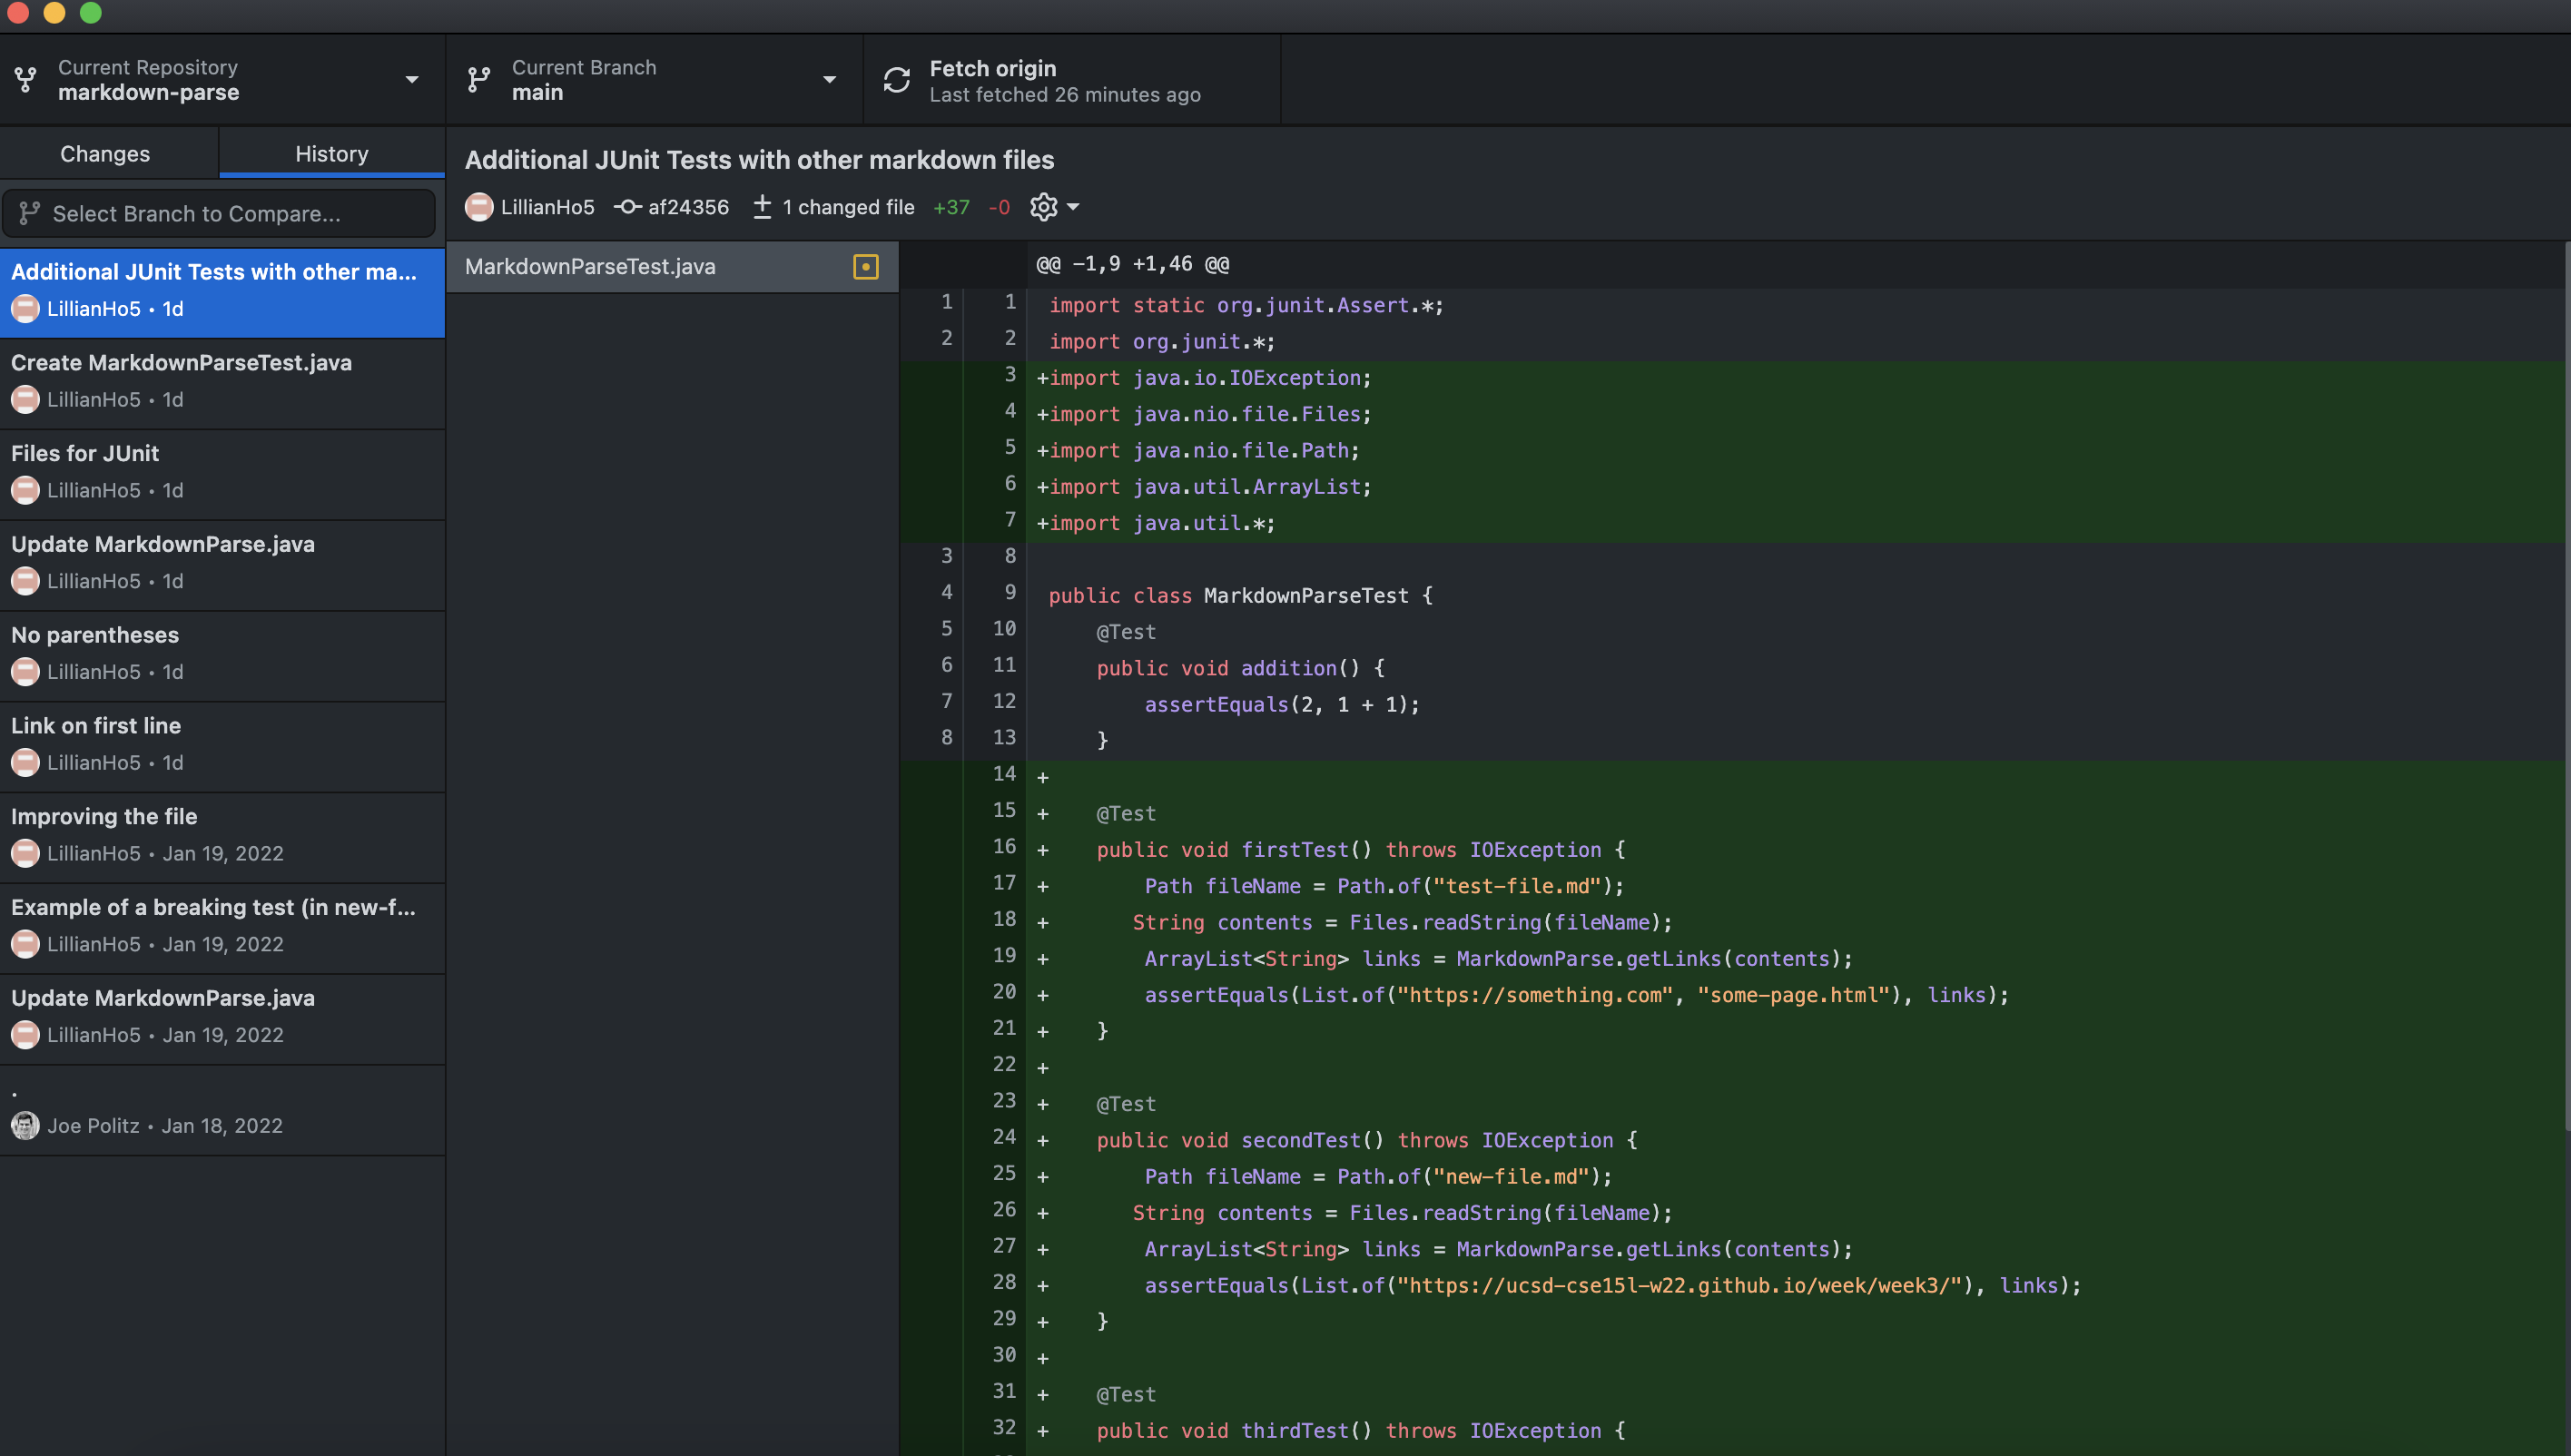 Current Repository
markdown-parse
Current Branch
main
Fetch origin
Last fetched 26 minutes ago
Changes
History
Select Branch to Compare...
Additional JUnit Tests with other ma...
LillianHo5 • 1d
Create MarkdownParseTest.java
LillianHo5 • 1d
Files for JUnit
LillianHo5 • 1d
Update MarkdownParse.java
LillianHo5 • 1d
No parentheses
LillianHo5 • 1d
Link on first line
LillianHo5 • 1d
Improving the file
LillianHo5 • Jan 19, 2022
Example of a breaking test (in new-f...
LillianHo5 • Jan 19, 2022
Update MarkdownParse.java
LillianHo5 • Jan 19, 2022
.
Joe Politz • Jan 18, 2022
Additional JUnit Tests with other markdown files
LillianHo5 af24356 1 changed file +37 -0
MarkdownParseTest.java
@@ -1,9 +1,46 @@
1 1 import static org.junit.Assert.*;
2 2 import org.junit.*;
3 +import java.io.IOException;
4 +import java.nio.file.Files;
5 +import java.nio.file.Path;
6 +import java.util.ArrayList;
7 +import java.util.*;
3 8
4 9 public class MarkdownParseTest {
5 10 @Test
6 11 public void addition() {
7 12 assertEquals(2, 1 + 1);
8 13 }
14 +
15 + @Test
16 + public void firstTest() throws IOException {
17 + Path fileName = Path.of("test-file.md");
18 + String contents = Files.readString(fileName);
19 + ArrayList<String> links = MarkdownParse.getLinks(contents);
20 + assertEquals(List.of("https://something.com", "some-page.html"), links);
21 + }
22 +
23 + @Test
24 + public void secondTest() throws IOException {
25 + Path fileName = Path.of("new-file.md");
26 + String contents = Files.readString(fileName);
27 + ArrayList<String> links = MarkdownParse.getLinks(contents);
28 + assertEquals(List.of("https://ucsd-cse15l-w22.github.io/week/week3/"), links);
29 + }
30 +
31 + @Test
32 + public void thirdTest() throws IOException {